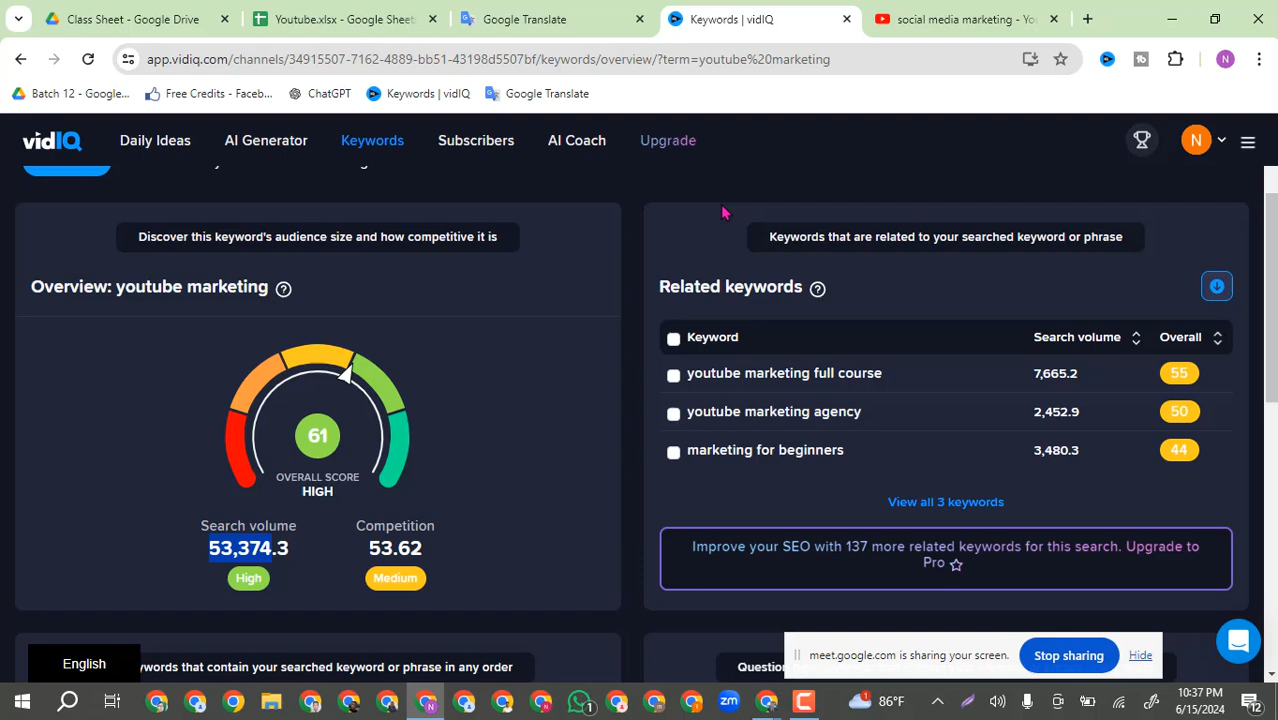 Class Sheet - Google Drive
Youtube.xlsx - Google Sheet
Google Translate
Keywords | vidIQ
social media marketing - Yo
app.vidiq.com/channels/34915507-7162-4889-bb51-43198d5507bf/keywords/overview/?term=youtube%20marketing
N
Batch 12 - Google...
Free Credits - Faceb...
ChatGPT
Keywords | vidIQ
Google Translate
vidIQ
Daily Ideas
AI Generator
Keywords
Subscribers
AI Coach
Upgrade
N
Discover this keyword's audience size and how competitive it is
Keywords that are related to your searched keyword or phrase
Overview: youtube marketing
Related keywords
Keyword Search volume Overall
youtube marketing full course 7,665.2 55
youtube marketing agency 2,452.9 50
marketing for beginners 3,480.3 44
61
OVERALL SCORE
HIGH
View all 3 keywords
Search volume
53,374.3
High
Competition
53.62
Medium
Improve your SEO with 137 more related keywords for this search. Upgrade to
Pro
English
words that contain your searched keyword or phrase in any order
meet.google.com is sharing your screen.
Stop sharing
Hide
1
N
zm
1
86°F
10:37 PM
6/15/2024
12